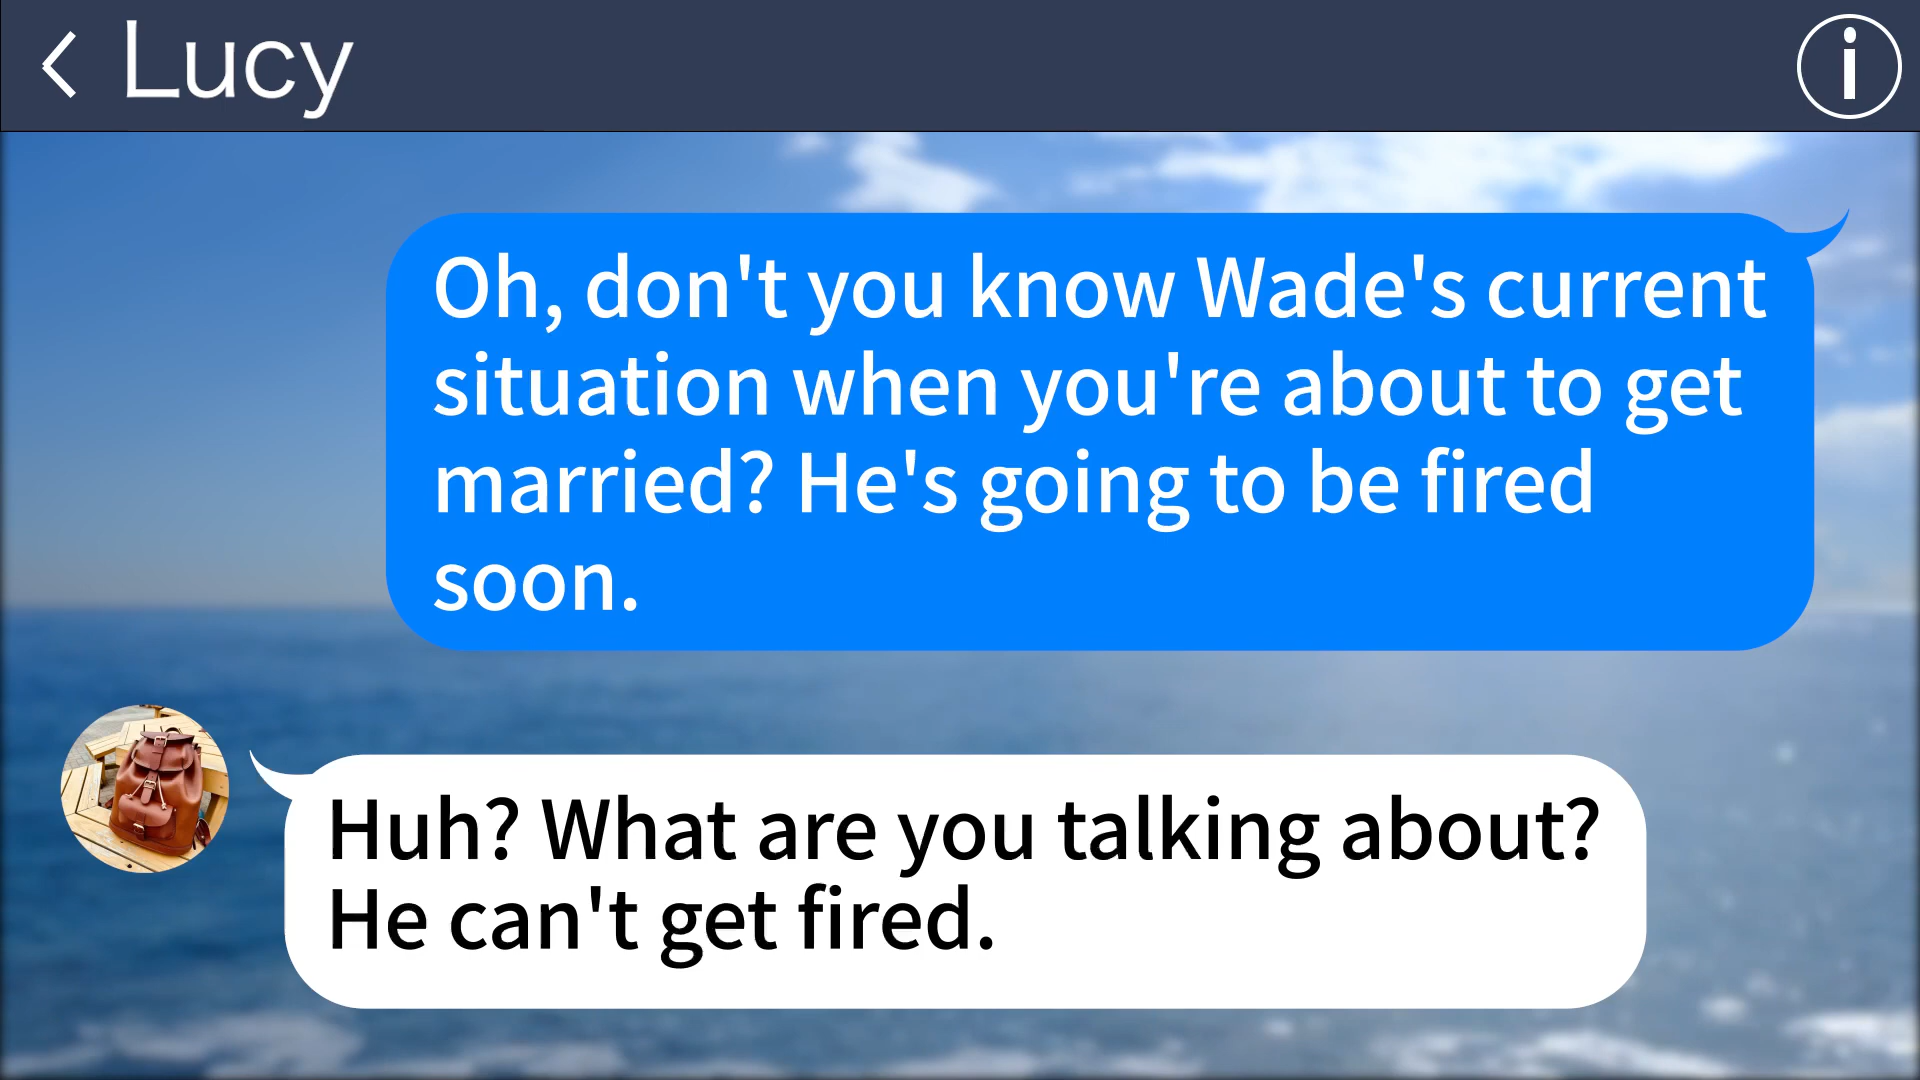 Lucy
Oh, don't you know Wade's current
situation when you're about to get
married? He's going to be fired
soon.
Huh? What are you talking about?
He can't get fired.